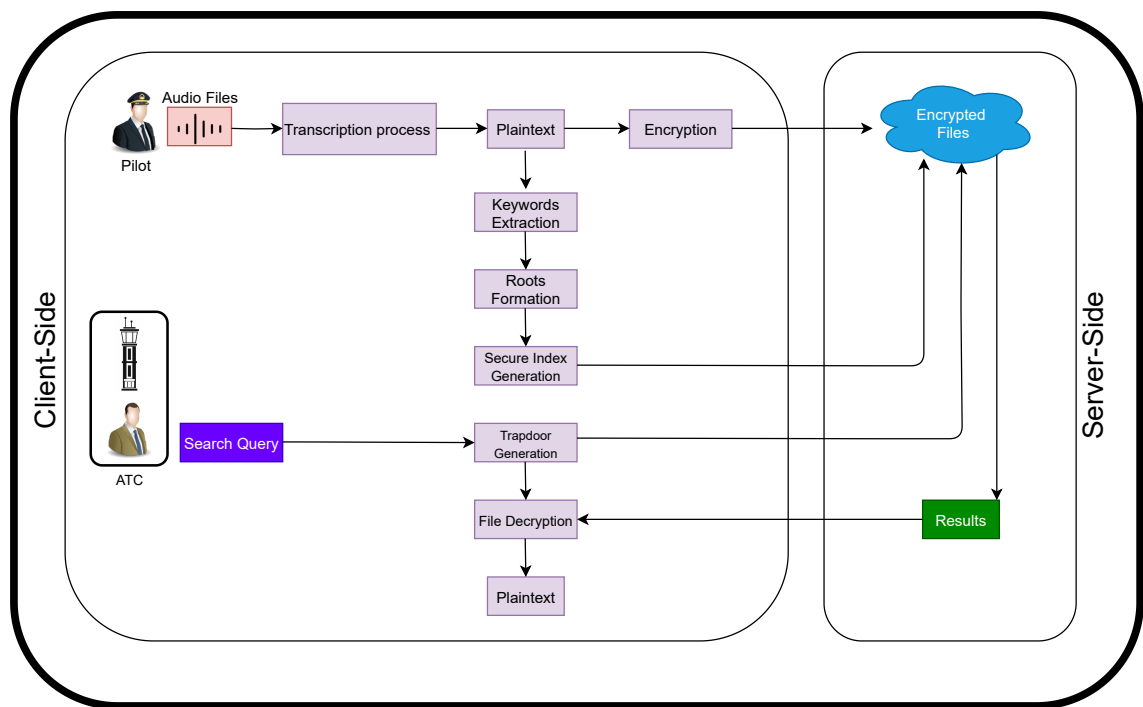 Audio Files
Pilot
Transcription process
Plaintext
Encryption
Encrypted
Files
Keywords
Extraction
Roots
Formation
Secure Index
Generation
Client-Side
Server-Side
ATC
Search Query
Trapdoor
Generation
File Decryption
Results
Plaintext